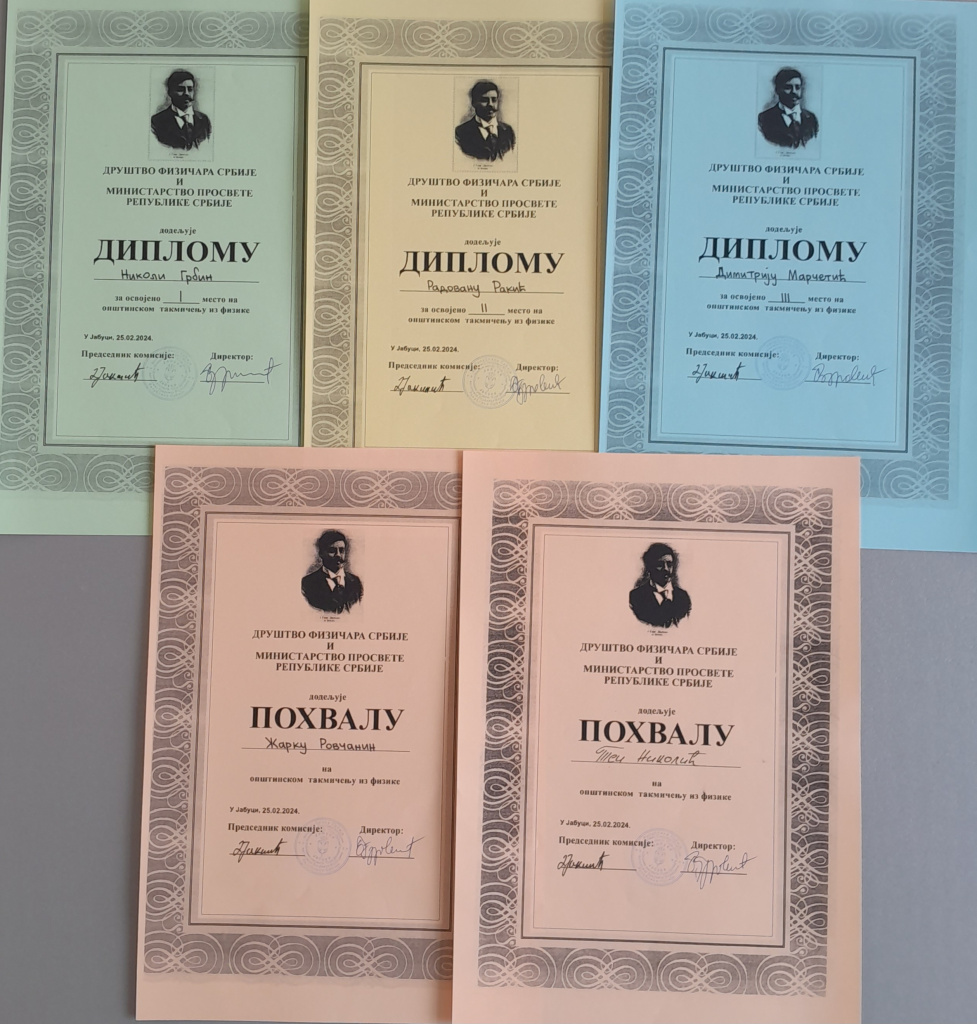 ДРУШТВО ФИЗИЧАРА СРБИЈЕ
И
МИНИСТАРСТВО ПРОСВЕТЕ
РЕПУБЛИКЕ СРБИЈЕ
додељује
ДИПЛОМУ
Николи Грбин
за освојено I место на
општинском такмичењу из физике
У Јабуци, 25.02.2024.
Председник комисије: Директор:
ДРУШТВО ФИЗИЧАРА СРБИЈЕ
И
МИНИСТАРСТВО ПРОСВЕТЕ
РЕПУБЛИКЕ СРБИЈЕ
додељује
ДИПЛОМУ
Радовану Ракић
за освојено II место на
општинском такмичењу из физике
У Јабуци, 25.02.2024.
Председник комисије: Директор:
ДРУШТВО ФИЗИЧАРА СРБИЈЕ
И
МИНИСТАРСТВО ПРОСВЕТЕ
РЕПУБЛИКЕ СРБИЈЕ
додељује
ДИПЛОМУ
Димитрију Марчетић
за освојено III место на
општинском такмичењу из физике
У Јабуци, 25.02.2024.
Председник комисије: Директор:
ДРУШТВО ФИЗИЧАРА СРБИЈЕ
И
МИНИСТАРСТВО ПРОСВЕТЕ
РЕПУБЛИКЕ СРБИЈЕ
додељује
ПОХВАЛУ
Жарку Ровчанин
на
општинском такмичењу из физике
У Јабуци, 25.02.2024.
Председник комисије: Директор:
ДРУШТВО ФИЗИЧАРА СРБИЈЕ
И
МИНИСТАРСТВО ПРОСВЕТЕ
РЕПУБЛИКЕ СРБИЈЕ
додељује
ПОХВАЛУ
Теи Николић
на
општинском такмичењу из физике
У Јабуци, 25.02.2024.
Председник комисије: Директор: